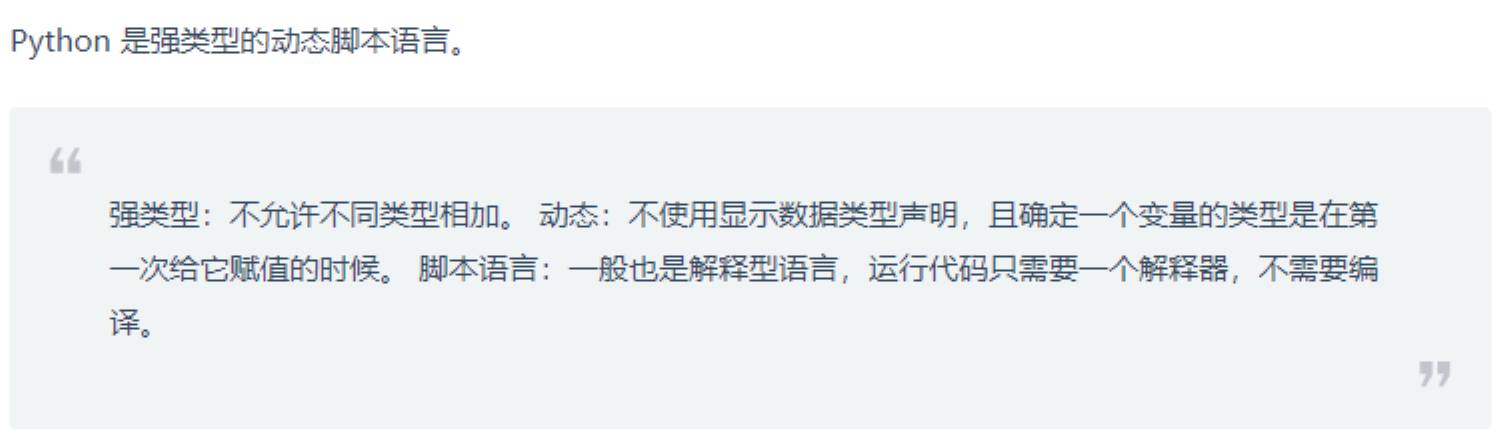 Python 是强类型的动态脚本语言。
“
强类型：不允许不同类型相加。 动态：不使用显示数据类型声明，且确定一个变量的类型是在第
一次给它赋值的时候。 脚本语言：一般也是解释型语言，运行代码只需要一个解释器，不需要编
译。
”